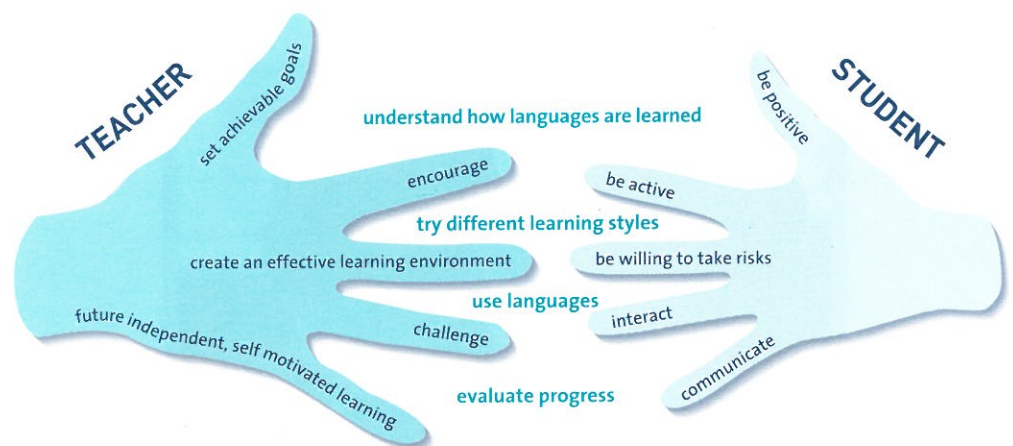 TEACHER
set achievable goals
encourage
create an effective learning environment
challenge
future independent, self motivated learning
understand how languages are learned
try different learning styles
use languages
evaluate progress
STUDENT
be positive
be active
be willing to take risks
interact
communicate